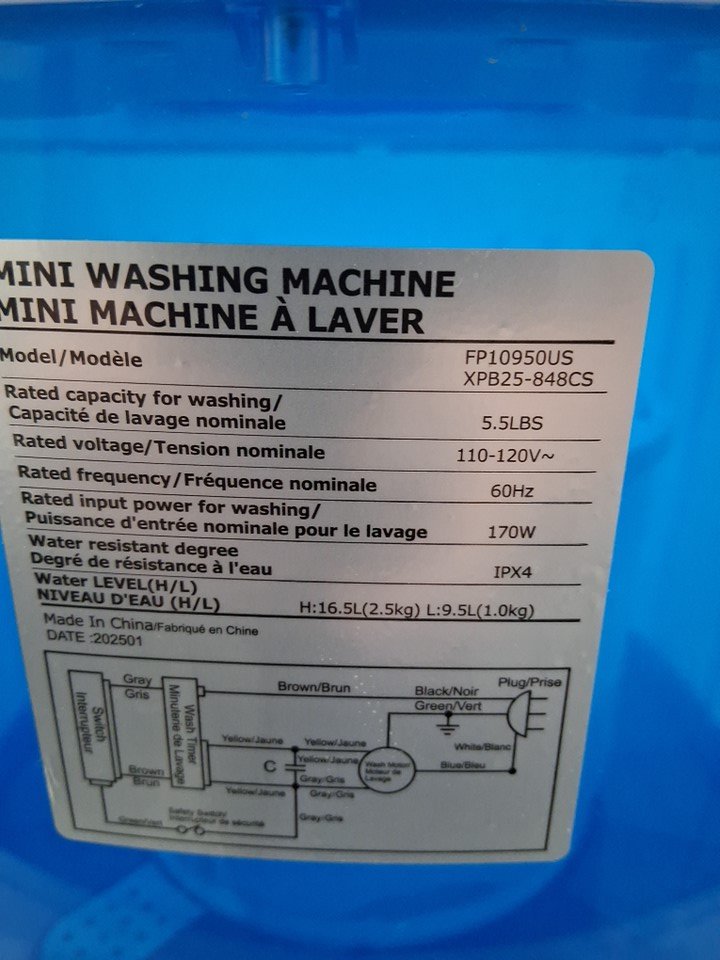 MINI WASHING MACHINE
MINI MACHINE À LAVER
Model/Modèle FP10950US
XPB25-848CS
Rated capacity for washing/
Capacité de lavage nominale 5.5LBS
Rated voltage/Tension nominale 110-120V~
Rated frequency/Fréquence nominale 60Hz
Rated input power for washing/
Puissance d'entrée nominale pour le lavage 170W
Water resistant degree
Degré de résistance à l'eau IPX4
Water LEVEL(H/L)
NIVEAU D'EAU (H/L) H:16.5L(2.5kg) L:9.5L(1.0kg)
Made In China/Fabriqué en Chine
DATE :202501
Switch
Interrupteur
Gray
Gris
Brown
Brun
Wash Timer
Minuterie de Lavage
Brown/Brun
Black/Noir
Green/Vert
Plug/Prise
White/Blanc
Blue/Bleu
Yellow/Jaune
Yellow/Jaune
Yellow/Jaune
C
Gray/Gris
Yellow/Jaune
Gray/Gris
Wash Motor
Moteur de
Lavage
Safety Switch/
Interrupteur de sécurité
Green/Vert
Gray/Gris